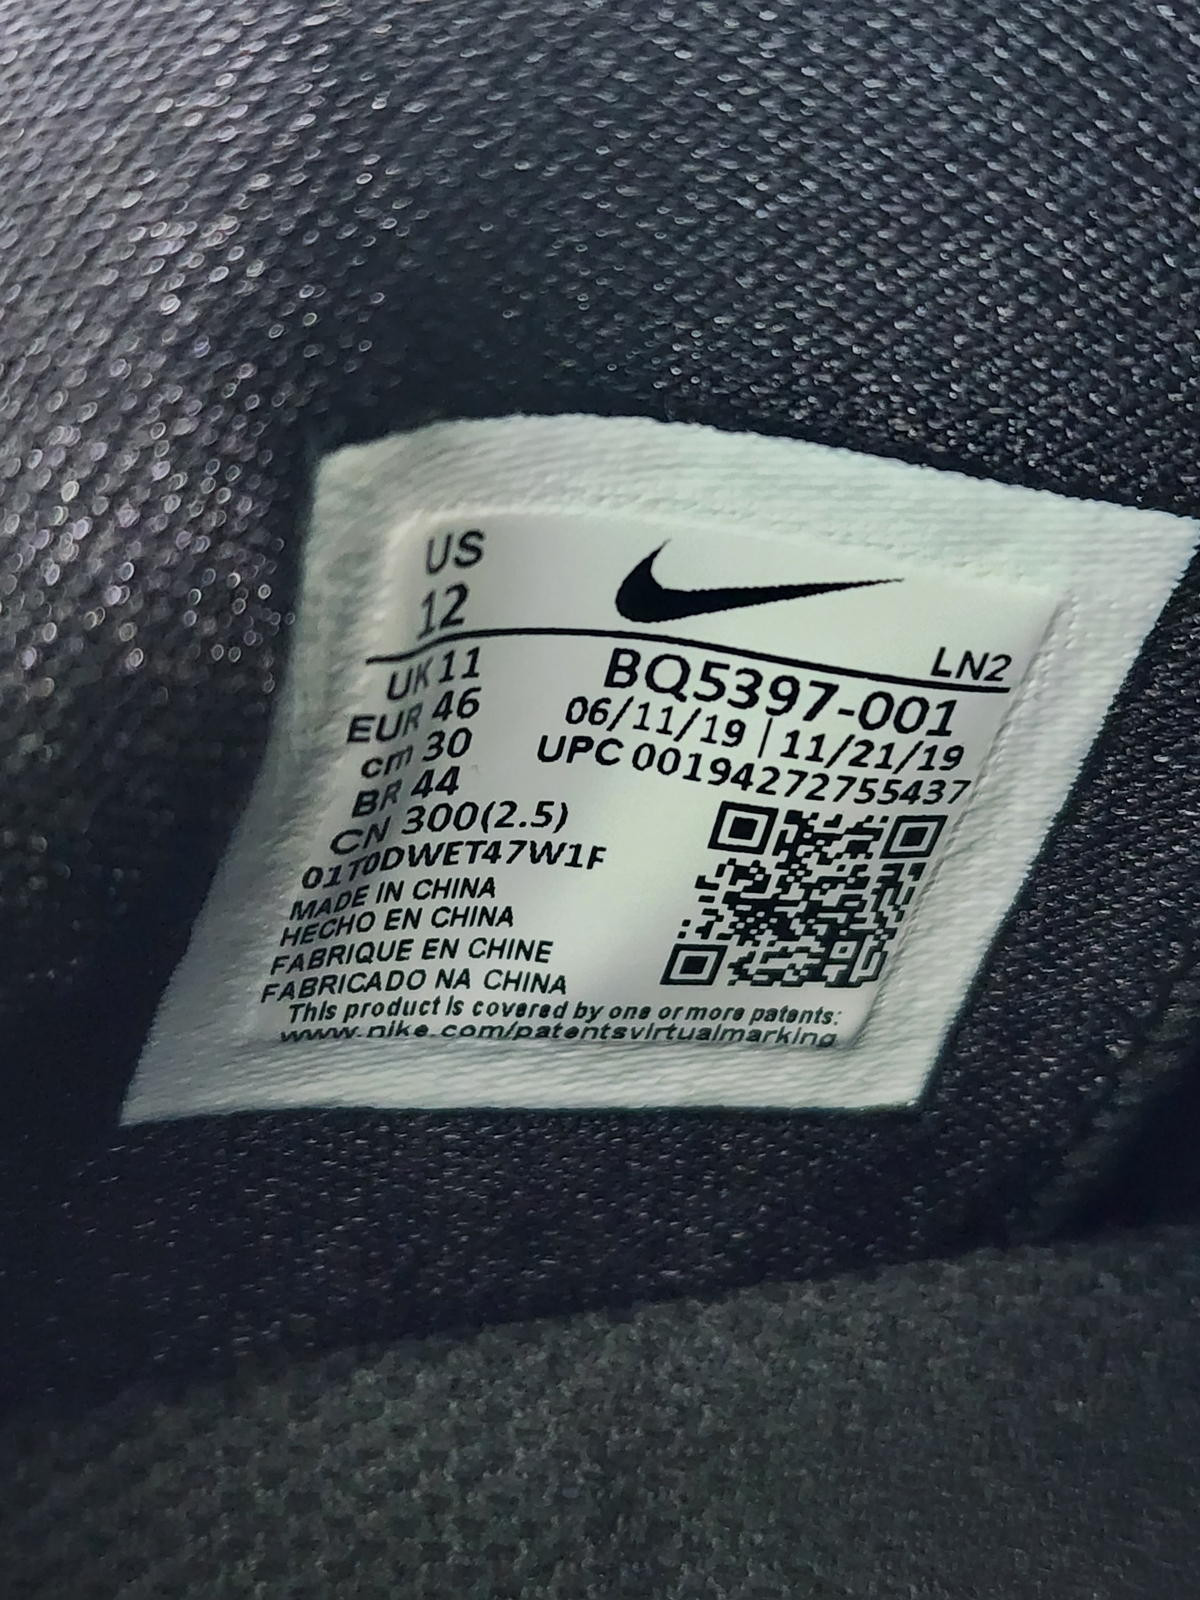 US
12
LN2
UK 11
EUR 46
cm 30
BR 44
CN 300(2.5)
BQ5397-001
06/11/19 | 11/21/19
UPC 00194272755437
01T0DWET47W1F
MADE IN CHINA
HECHO EN CHINA
FABRIQUE EN CHINE
FABRICADO NA CHINA
This product is covered by one or more patents:
www.nike.com/patentsvirtualmarking